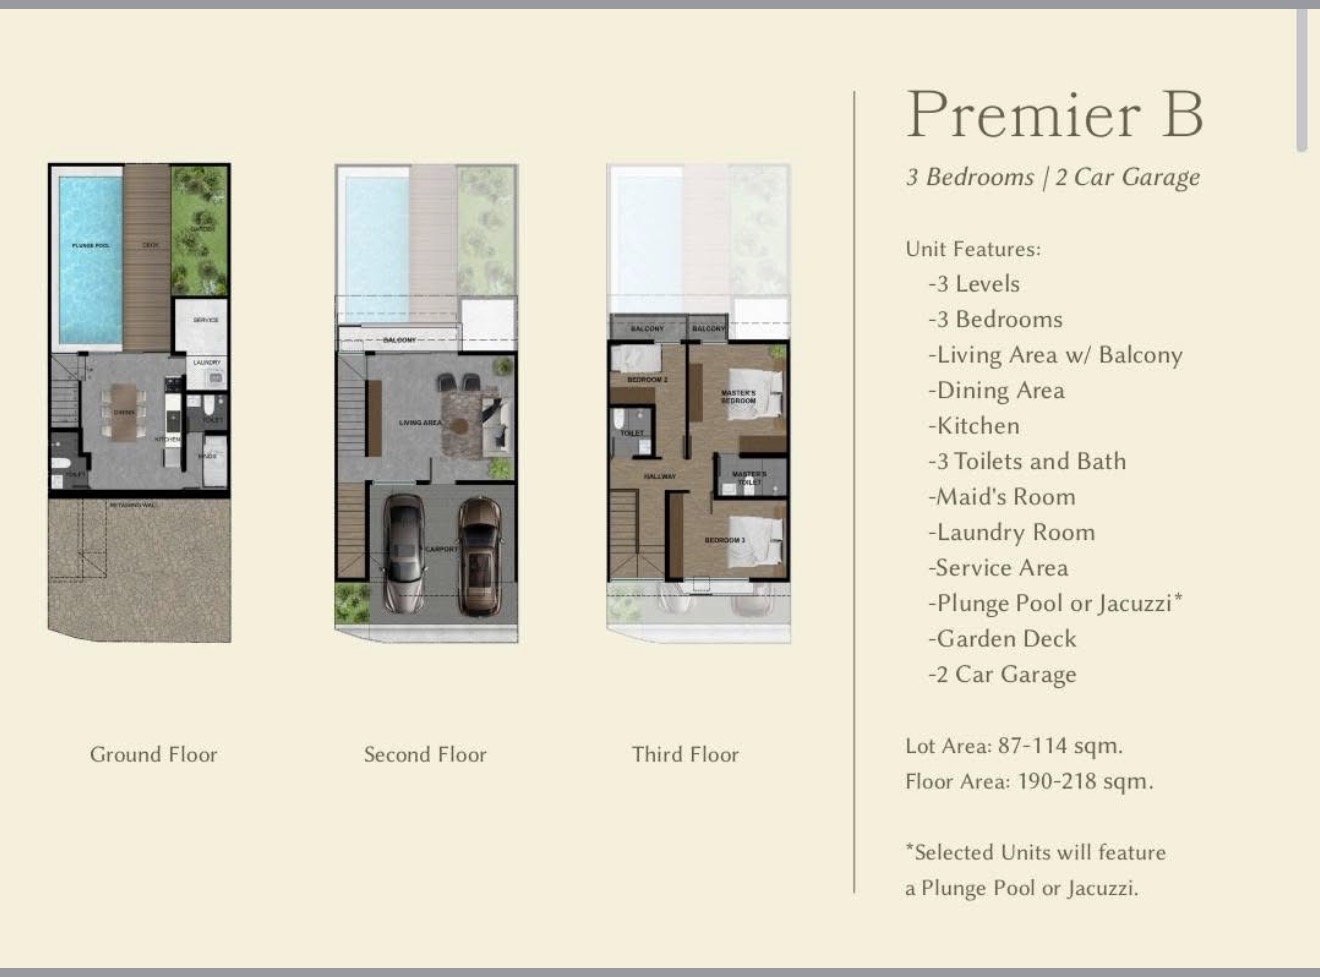 Premier B
3 Bedrooms | 2 Car Garage
Unit Features:
-3 Levels
-3 Bedrooms
-Living Area w/ Balcony
-Dining Area
-Kitchen
-3 Toilets and Bath
-Maid's Room
-Laundry Room
-Service Area
-Plunge Pool or Jacuzzi*
-Garden Deck
-2 Car Garage
Lot Area: 87-114 sqm.
Floor Area: 190-218 sqm.
*Selected Units will feature
a Plunge Pool or Jacuzzi.
PLUNGE POOL
DECK
GARDEN
SERVICE
LAUNDRY
DINING
TOILET
KITCHEN
MAIDS
TOILET
RETAINING WALL
Ground Floor
BALCONY
LIVING AREA
CARPORT
Second Floor
BALCONY
BALCONY
BEDROOM 2
MASTER'S
BEDROOM
TOILET
HALLWAY
MASTER'S
TOILET
BEDROOM 3
Third Floor